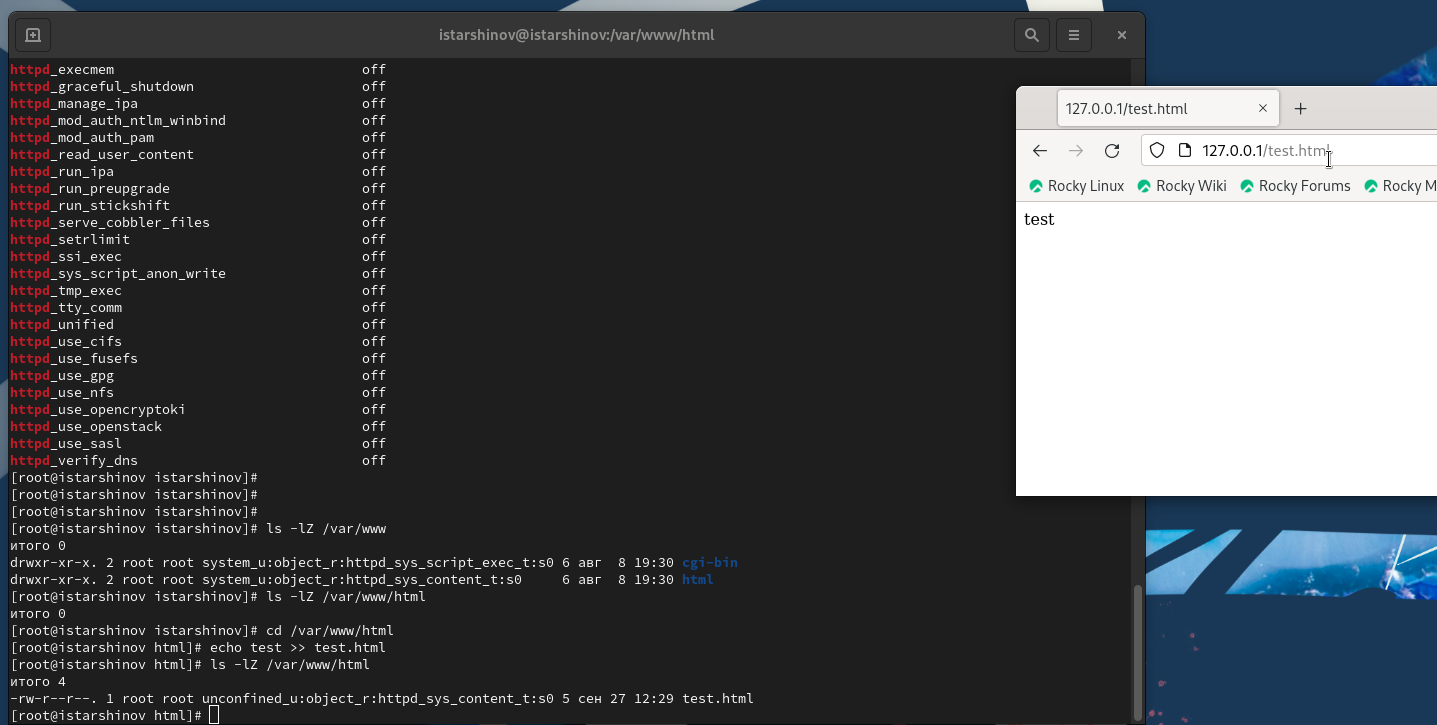 istarshinov@istarshinov:/var/www/html
httpd_execmem off
httpd_graceful_shutdown off
httpd_manage_ipa off
httpd_mod_auth_ntlm_winbind off
httpd_mod_auth_pam off
httpd_read_user_content off
httpd_run_ipa off
httpd_run_preupgrade off
httpd_run_stickshift off
httpd_serve_cobbler_files off
httpd_setrlimit off
httpd_ssi_exec off
httpd_sys_script_anon_write off
httpd_tmp_exec off
httpd_tty_comm off
httpd_unified off
httpd_use_cifs off
httpd_use_fusefs off
httpd_use_gpg off
httpd_use_nfs off
httpd_use_opencryptoki off
httpd_use_openstack off
httpd_use_sasl off
httpd_verify_dns off
[root@istarshinov istarshinov]#
[root@istarshinov istarshinov]#
[root@istarshinov istarshinov]#
[root@istarshinov istarshinov]# ls -lZ /var/www
итого 0
drwxr-xr-x. 2 root root system_u:object_r:httpd_sys_script_exec_t:s0 6 авг 8 19:30 cgi-bin
drwxr-xr-x. 2 root root system_u:object_r:httpd_sys_content_t:s0 6 авг 8 19:30 html
[root@istarshinov istarshinov]# ls -lZ /var/www/html
итого 0
[root@istarshinov istarshinov]# cd /var/www/html
[root@istarshinov html]# echo test >> test.html
[root@istarshinov html]# ls -lZ /var/www/html
итого 4
-rw-r--r--. 1 root root unconfined_u:object_r:httpd_sys_content_t:s0 5 сен 27 12:29 test.html
[root@istarshinov html]#
127.0.0.1/test.html
127.0.0.1/test.html
Rocky Linux Rocky Wiki Rocky Forums Rocky M
test